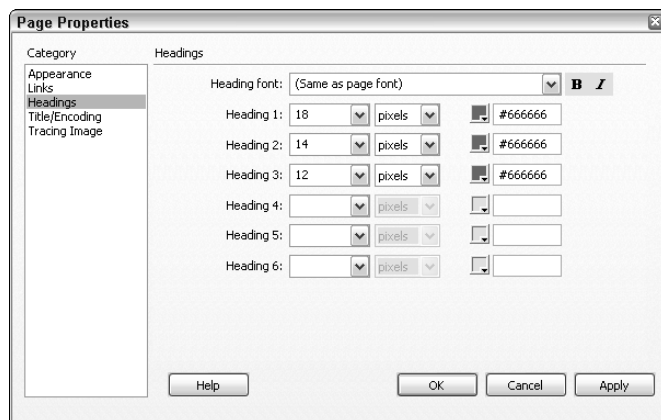 Page Properties
Category
Headings
Appearance
Links
Headings
Title/Encoding
Tracing Image
Heading font: (Same as page font) B I
Heading 1: 18 pixels #666666
Heading 2: 14 pixels #666666
Heading 3: 12 pixels #666666
Heading 4: pixels
Heading 5: pixels
Heading 6: pixels
Help OK Cancel Apply